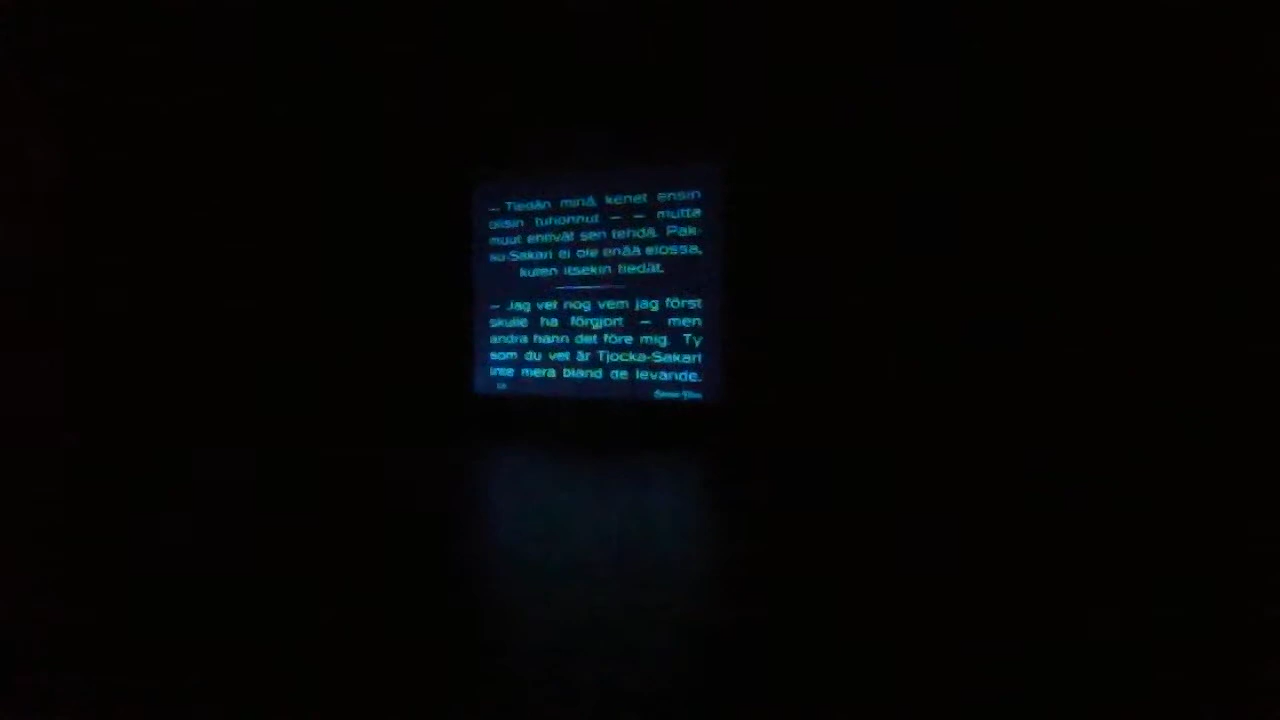 — Tiedän minä, kenet ensin
olisin tuhonnut — — mutta
muut ehtivät sen tehdä. Pak-
su-Sakari ei ole enää elossa,
kuten itsekin tiedät.
— Jag vet nog vem jag först
skulle ha förgjort — men
andra hann det före mig. Ty
som du vet är Tjocka-Sakari
inte mera bland de levande.